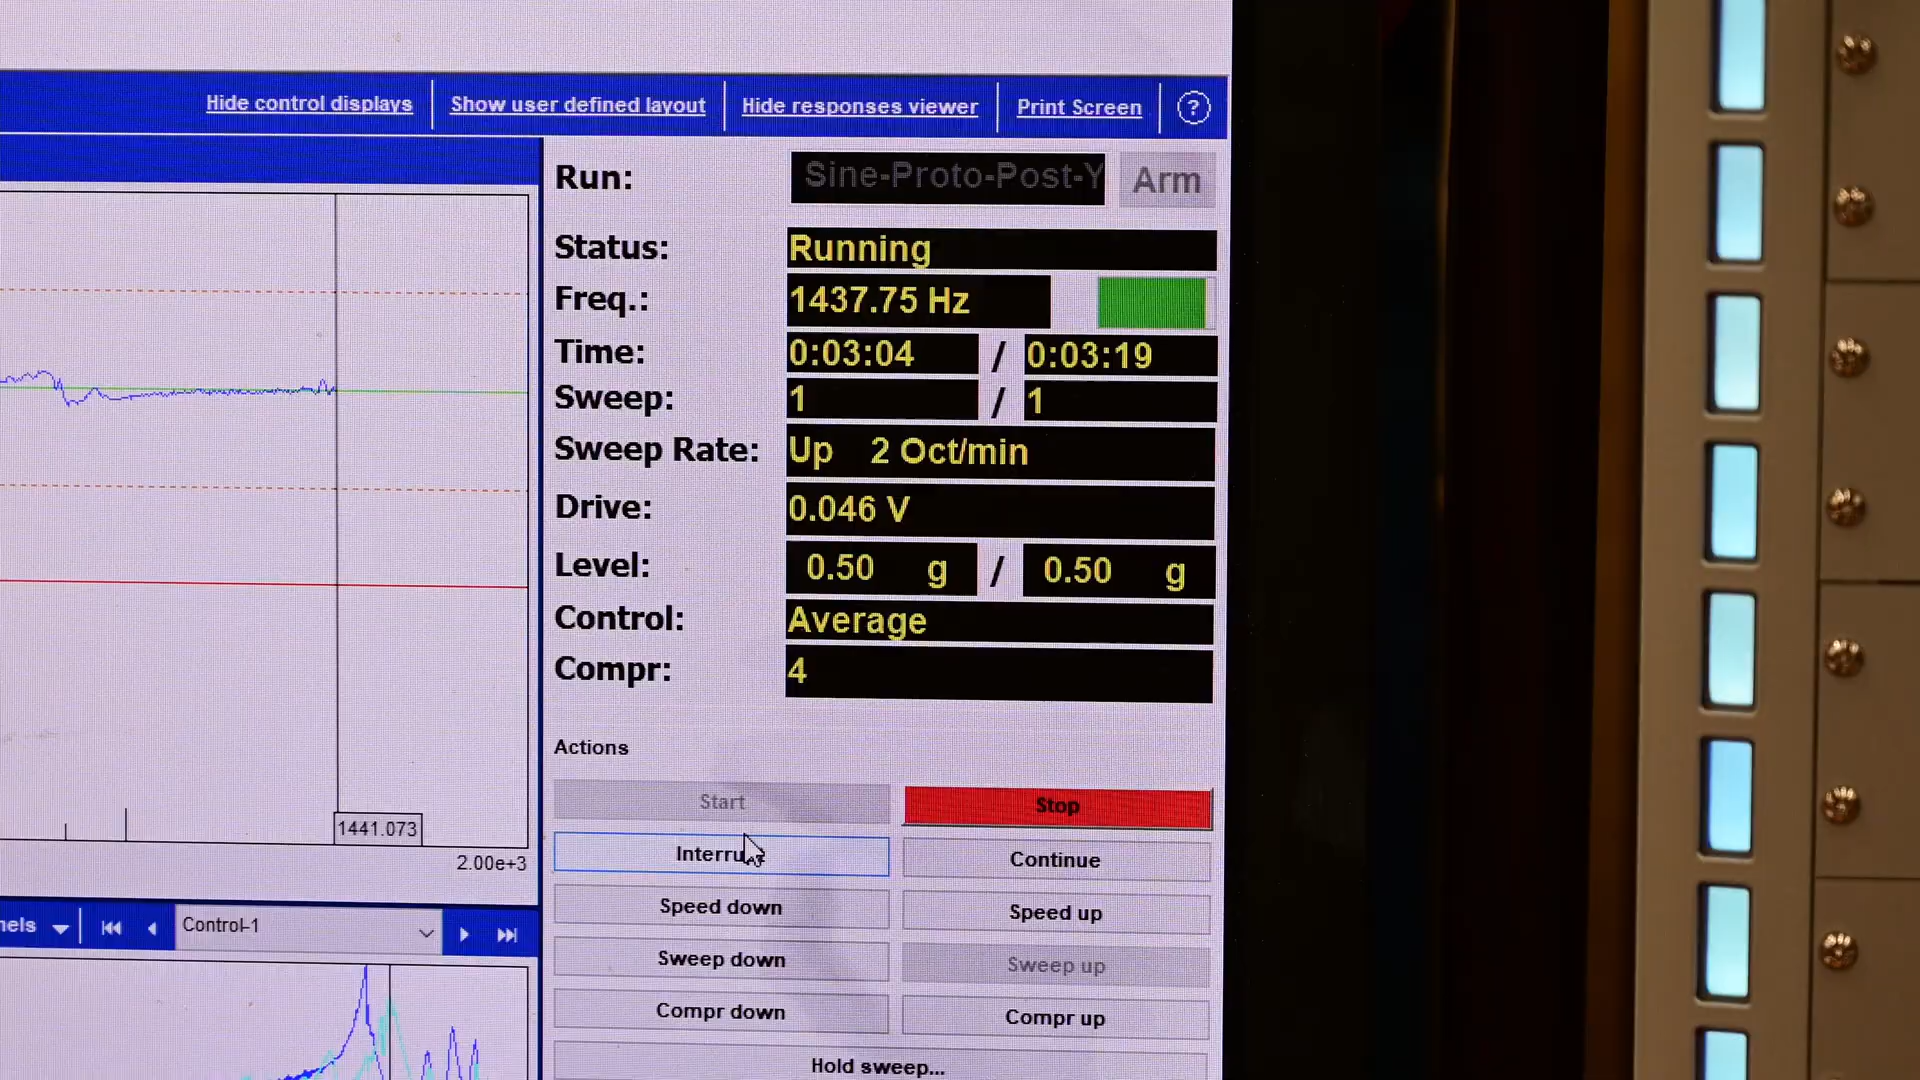 Hide control displays Show user defined layout Hide responses viewer Print Screen ?
Run: Sine-Proto-Post-Y Arm
Status: Running
Freq.: 1437.75 Hz
Time: 0:03:04 / 0:03:19
Sweep: 1 / 1
Sweep Rate: Up 2 Oct/min
Drive: 0.046 V
Level: 0.50 g / 0.50 g
Control: Average
Compr: 4
Actions
Start Stop
Continue
Speed down Speed up
Sweep down Sweep up
Compr down Compr up
Hold sweep...
1441.073
2.00e+3
Control-1